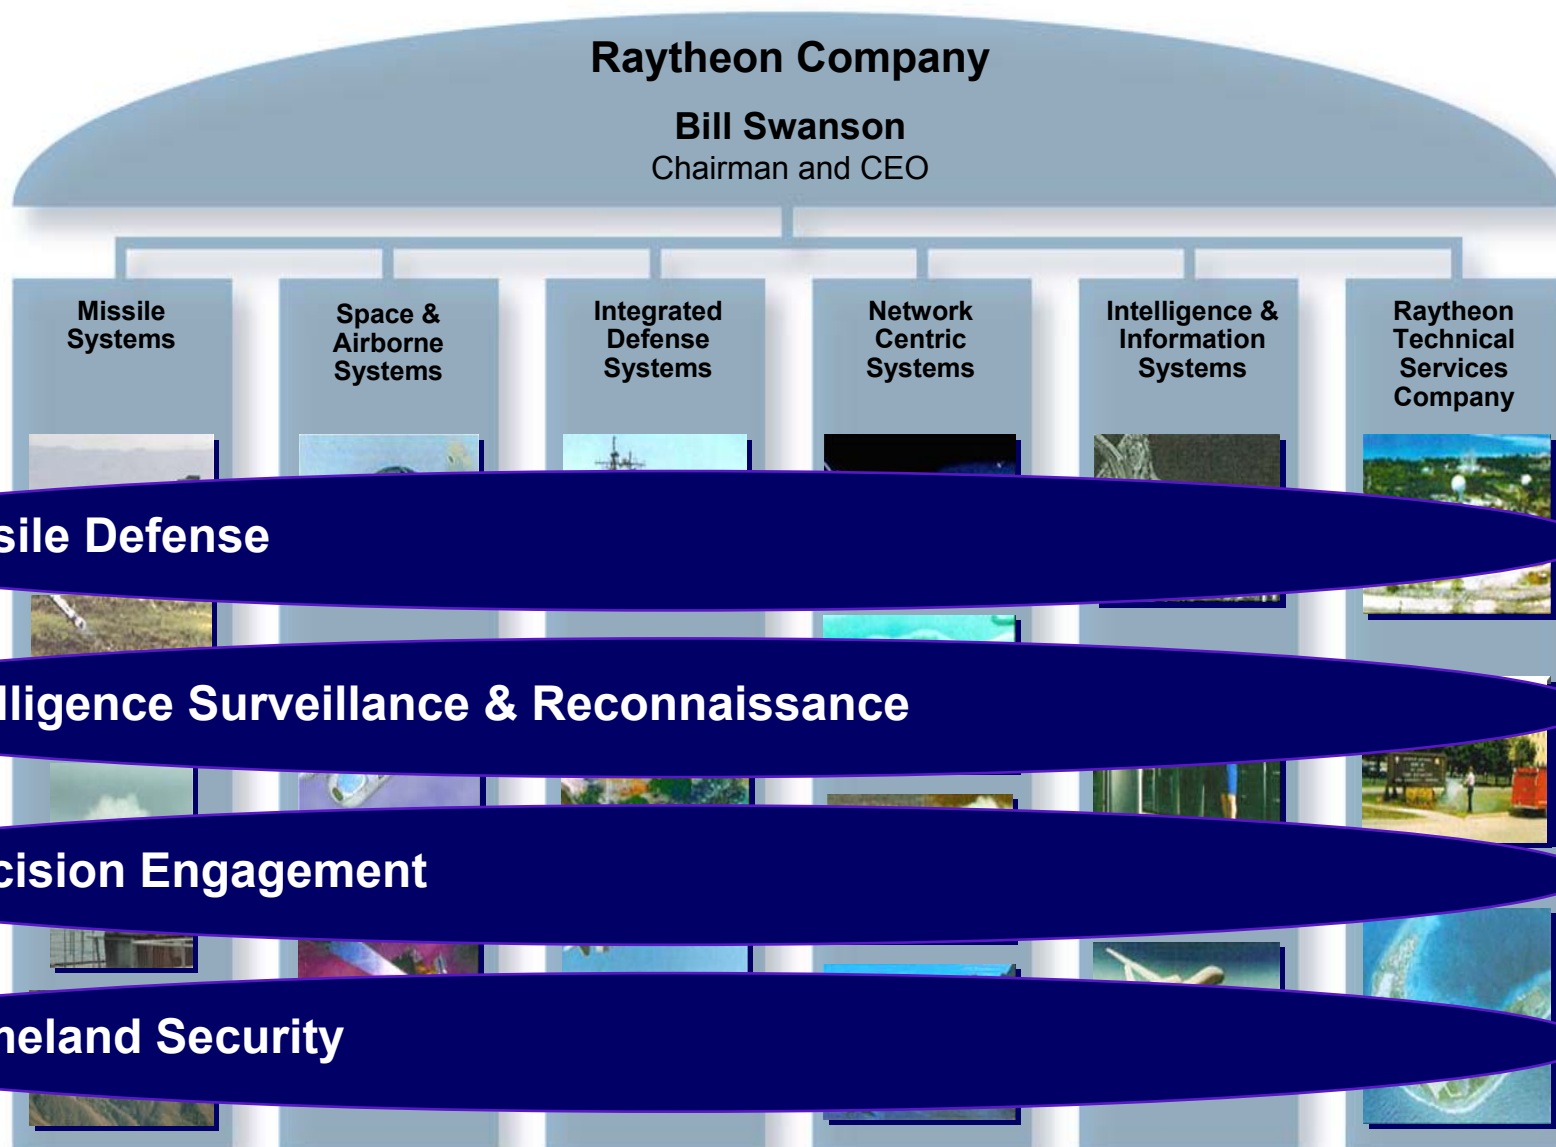 Raytheon Company
Bill Swanson
Chairman and CEO
Missile
Systems
Space &
Airborne
Systems
Integrated
Defense
Systems
Network
Centric
Systems
Intelligence &
Information
Systems
Raytheon
Technical
Services
Company
sile Defense
lligence Surveillance & Reconnaissance
cision Engagement
meland Security